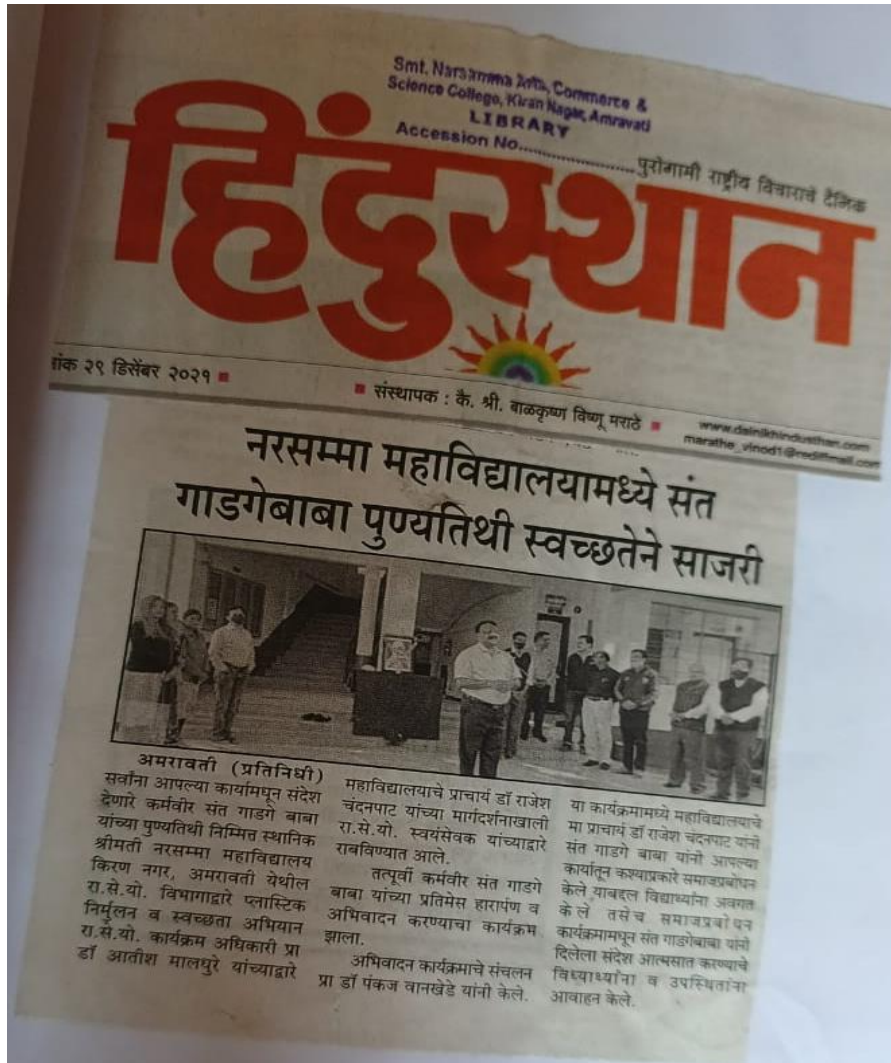 Smt. Narsamma Arts, Commerce &
Science College, Kiran Nagar, Amravati
LIBRARY
Accession No.........................
पुरोगामी राष्ट्रीय विचाराचे दैनिक
हिंदुस्थान
नांक २९ डिसेंबर २०२१
संस्थापक : कै. श्री. बाळकृष्ण विष्णू मराठे
www.dainikhindusthan.com
marathe_vinod1@rediffmail.com
नरसम्मा महाविद्यालयामध्ये संत
गाडगेबाबा पुण्यतिथी स्वच्छतेने साजरी
अमरावती (प्रतिनिधी)
सर्वांना आपल्या कार्यामधून संदेश
देणारे कर्मवीर संत गाडगे बाबा
यांच्या पुण्यतिथी निम्मित्त स्थानिक
श्रीमती नरसम्मा महाविद्यालय
किरण नगर, अमरावती येथील
रा.से.यो. विभागाद्वारे प्लास्टिक
निर्मुलन व स्वच्छता अभियान
रा.से.यो. कार्यक्रम अधिकारी प्रा
डॉ आतीश मालधुरे यांच्याद्वारे
महाविद्यालयाचे प्राचार्य डॉ राजेश
चंदनपाट यांच्या मार्गदर्शनाखाली
रा.से.यो. स्वयंसेवक यांच्याद्वारे
राबविण्यात आले.
तत्पूर्वी कर्मवीर संत गाडगे
बाबा यांच्या प्रतिमेस हारार्पण व
अभिवादन करण्याचा कार्यक्रम
झाला.
अभिवादन कार्यक्रमाचे संचलन
प्रा डॉ पंकज वानखेडे यांनी केले.
या कार्यक्रमामध्ये महाविद्यालयाचे
मा प्राचार्य डॉ राजेश चंदनपाट यांनी
संत गाडगे बाबा यांनी आपल्या
कार्यातून कश्याप्रकारे समाजप्रबोधन
केले,याबद्दल विद्यार्थ्यांना अवगत
केले तसेच समाजप्रबोधन
कार्यक्रमामधून संत गाडगेबाबा यांनी
दिलेला संदेश आत्मसात करण्याचे
विध्यार्थ्यांना व उपस्थितांना
आवाहन केले.